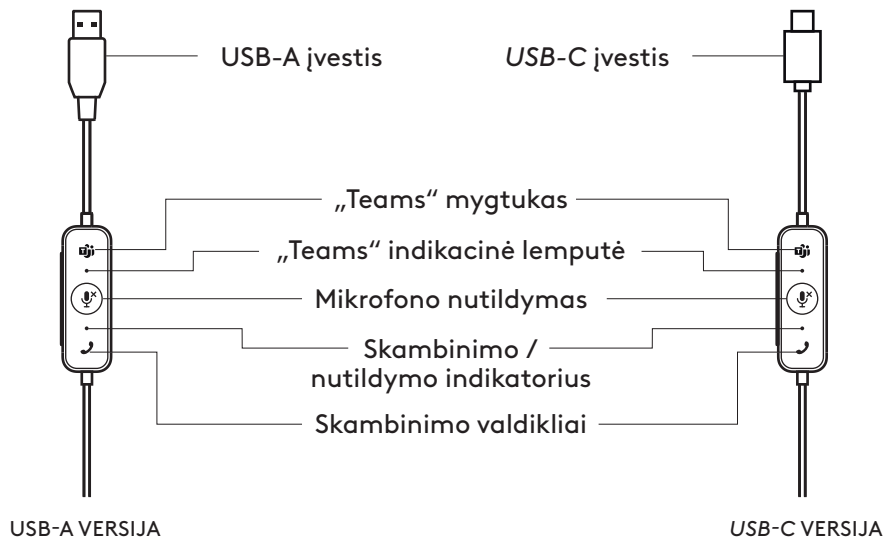 USB-A įvestis
USB-C įvestis
„Teams“ mygtukas
„Teams“ indikacinė lemputė
Mikrofono nutildymas
Skambinimo /
nutildymo indikatorius
Skambinimo valdikliai
USB-A VERSIJA
USB-C VERSIJA